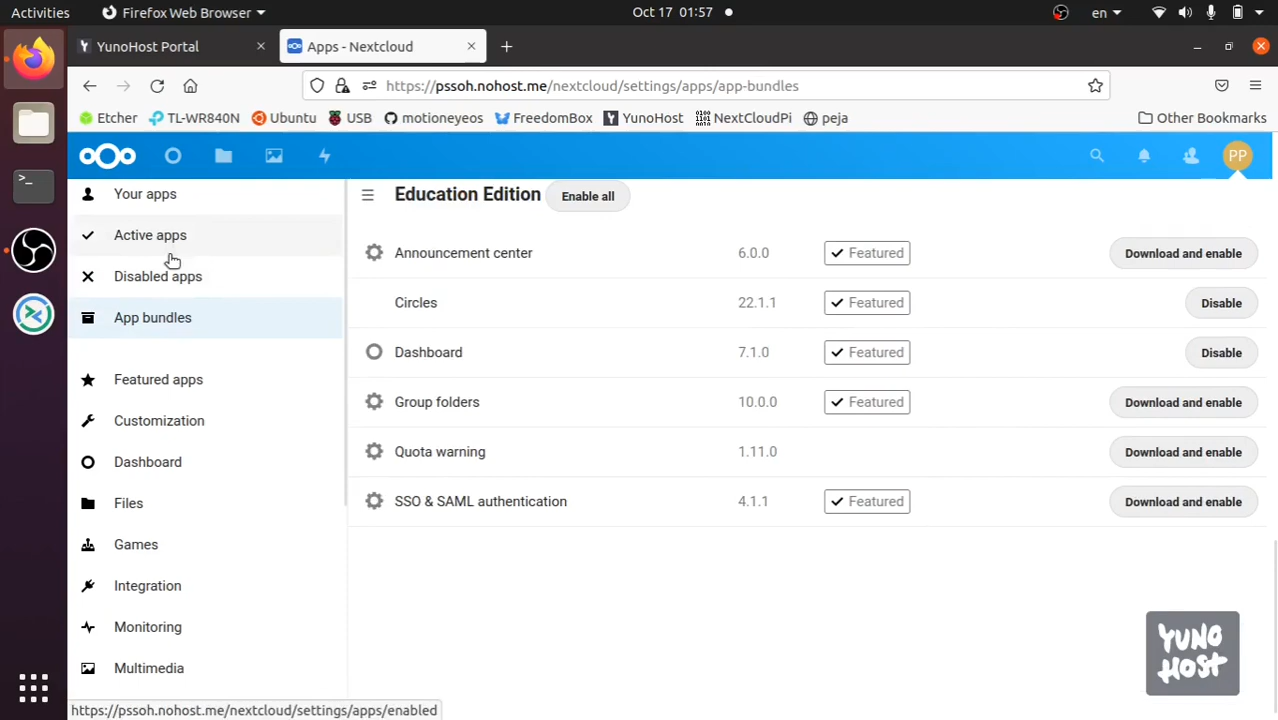 Activities
Firefox Web Browser
Oct 17 01:57
en
YunoHost Portal
Apps - Nextcloud
https://pssoh.nohost.me/nextcloud/settings/apps/app-bundles
Etcher
TL-WR840N
Ubuntu
USB
motioneyeos
FreedomBox
YunoHost
NextCloudPi
peja
Other Bookmarks
PP
Your apps
Active apps
Disabled apps
App bundles
Featured apps
Customization
Dashboard
Files
Games
Integration
Monitoring
Multimedia
Education Edition Enable all
Announcement center 6.0.0 Featured Download and enable
Circles 22.1.1 Featured Disable
Dashboard 7.1.0 Featured Disable
Group folders 10.0.0 Featured Download and enable
Quota warning 1.11.0 Download and enable
SSO & SAML authentication 4.1.1 Featured Download and enable
YUNO
HOST
https://pssoh.nohost.me/nextcloud/settings/apps/enabled